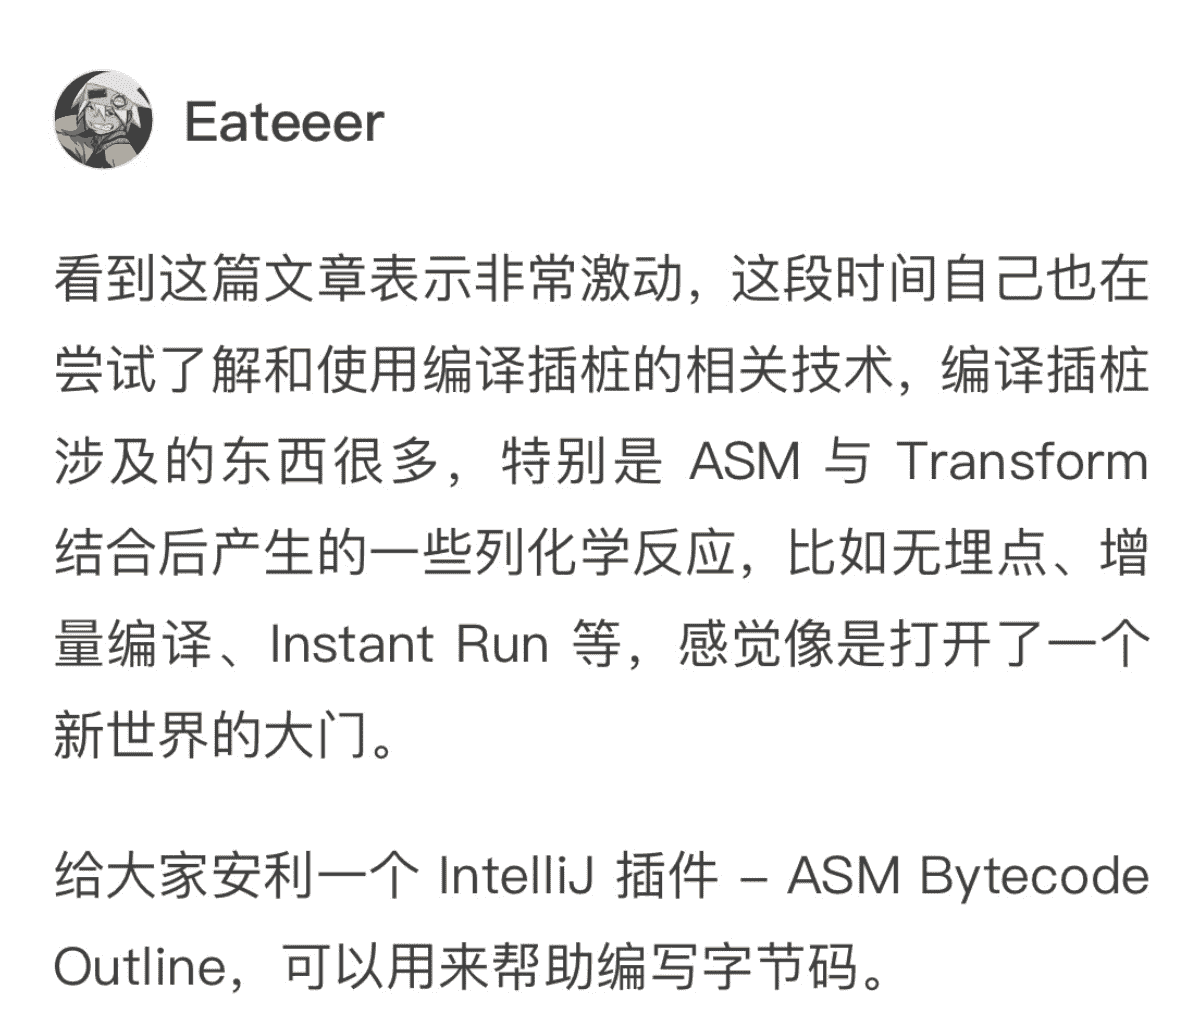 Eateeer
看到这篇文章表示非常激动，这段时间自己也在
尝试了解和使用编译插桩的相关技术，编译插桩
涉及的东西很多，特别是 ASM 与 Transform
结合后产生的一些列化学反应，比如无埋点、增
量编译、Instant Run 等，感觉像是打开了一个
新世界的大门。
给大家安利一个 IntelliJ 插件 – ASM Bytecode
Outline，可以用来帮助编写字节码。